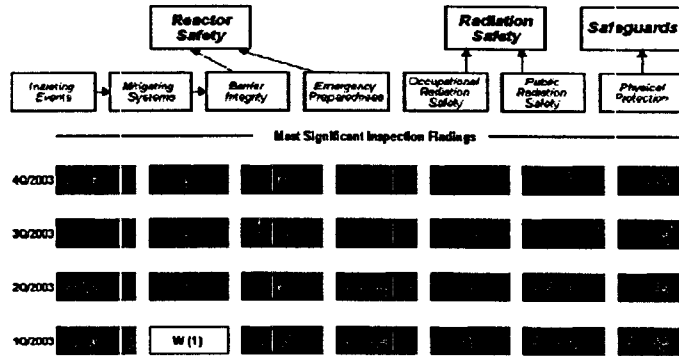 Reactor
Safety
Radiation
Safety
Safeguards
Initiating
Events
Mitigating
Systems
Barrier
Integrity
Emergency
Preparedness
Occupational
Radiation
Safety
Public
Radiation
Safety
Physical
Protection
Most Significant Inspection Findings
4Q/2003
3Q/2003
2Q/2003
1Q/2003
W (1)